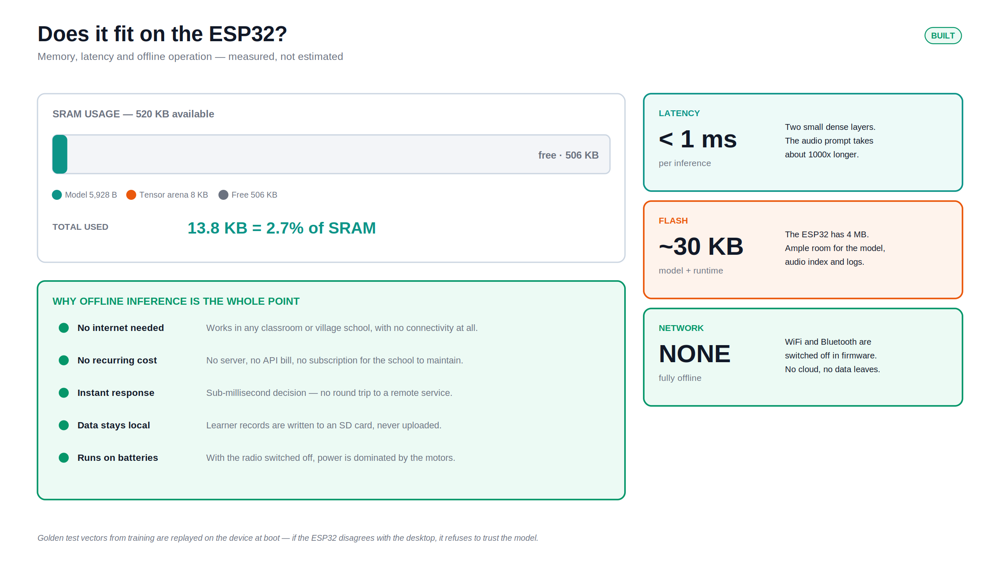 Does it fit on the ESP32?
BUILT
Memory, latency and offline operation — measured, not estimated
SRAM USAGE — 520 KB available
free · 506 KB
Model 5,928 B
Tensor arena 8 KB
Free 506 KB
TOTAL USED
13.8 KB = 2.7% of SRAM
WHY OFFLINE INFERENCE IS THE WHOLE POINT
No internet needed
Works in any classroom or village school, with no connectivity at all.
No recurring cost
No server, no API bill, no subscription for the school to maintain.
Instant response
Sub-millisecond decision — no round trip to a remote service.
Data stays local
Learner records are written to an SD card, never uploaded.
Runs on batteries
With the radio switched off, power is dominated by the motors.
LATENCY
< 1 ms
per inference
Two small dense layers.
The audio prompt takes
about 1000x longer.
FLASH
~30 KB
model + runtime
The ESP32 has 4 MB.
Ample room for the model,
audio index and logs.
NETWORK
NONE
fully offline
WiFi and Bluetooth are
switched off in firmware.
No cloud, no data leaves.
Golden test vectors from training are replayed on the device at boot — if the ESP32 disagrees with the desktop, it refuses to trust the model.